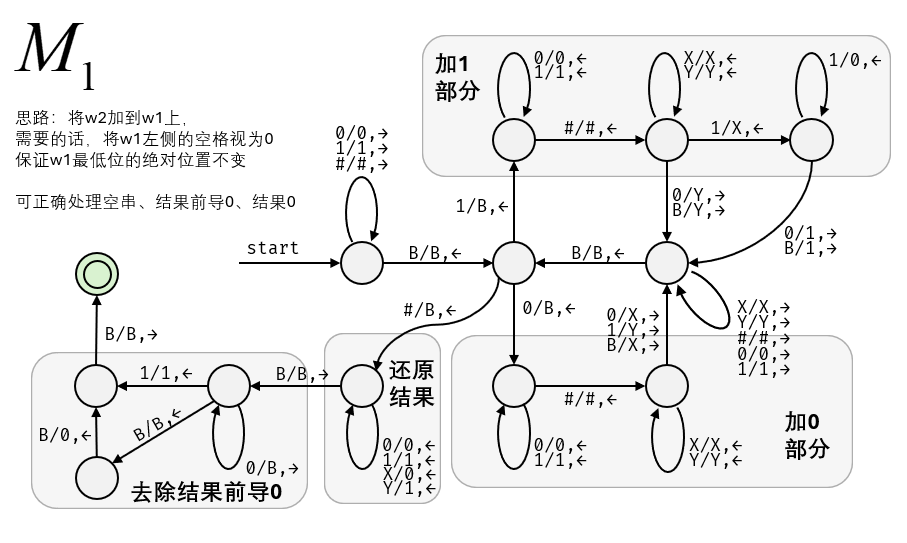 M₁
思路：将w2加到w1上，
需要的话，将w1左侧的空格视为0
保证w1最低位的绝对位置不变
可正确处理空串、结果前导0、结果0
加1
部分
0/0,←
1/1,←
X/X,←
Y/Y,←
1/0,←
#/#,←
1/X,←
0/0,→
1/1,→
#/#,→
1/B,←
0/Y,→
B/Y,→
0/1,→
B/1,→
start
B/B,←
B/B,←
#/B,←
0/B,←
0/X,→
1/Y,→
B/X,→
X/X,→
Y/Y,→
#/#,→
0/0,→
1/1,→
B/B,→
1/1,←
B/B,→
还原
结果
#/#,←
加0
部分
B/0,←
B/B,←
0/B,→
0/0,←
1/1,←
X/0,←
Y/1,←
0/0,←
1/1,←
X/X,←
Y/Y,←
去除结果前导0